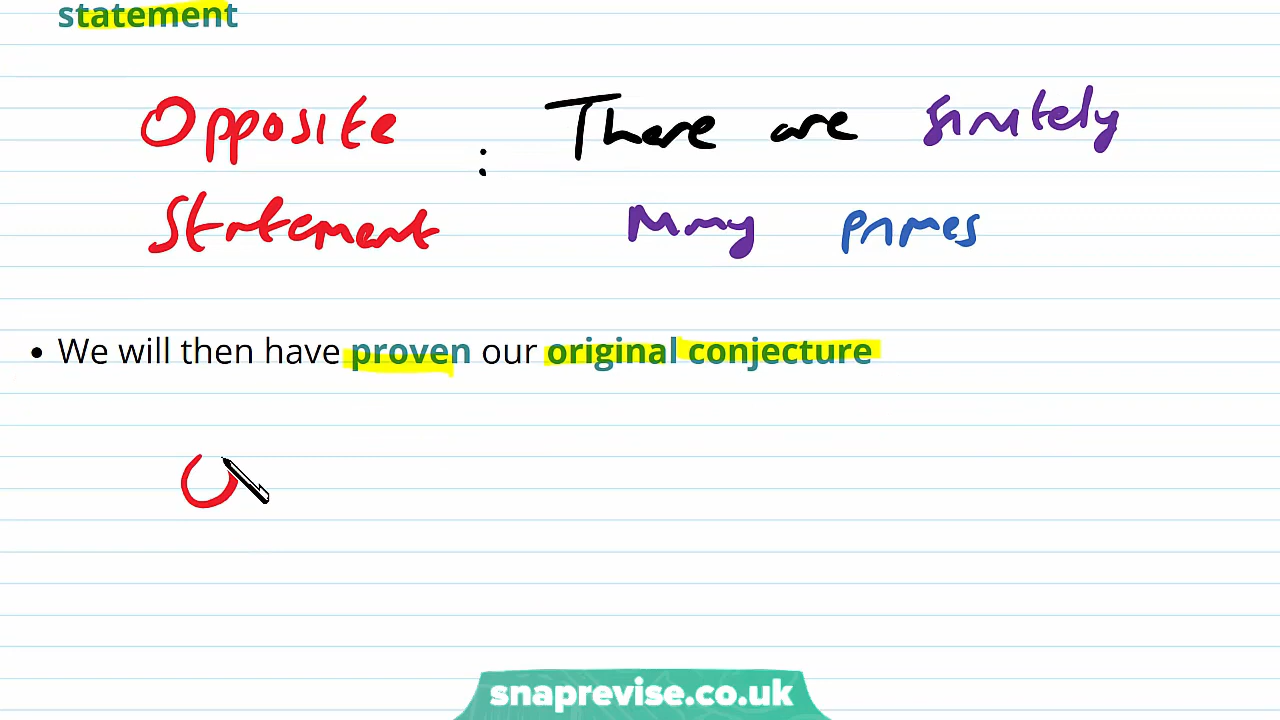 statement
Opposite : There are finitely
Statement Many primes
• We will then have proven our original conjecture
snaprevise.co.uk